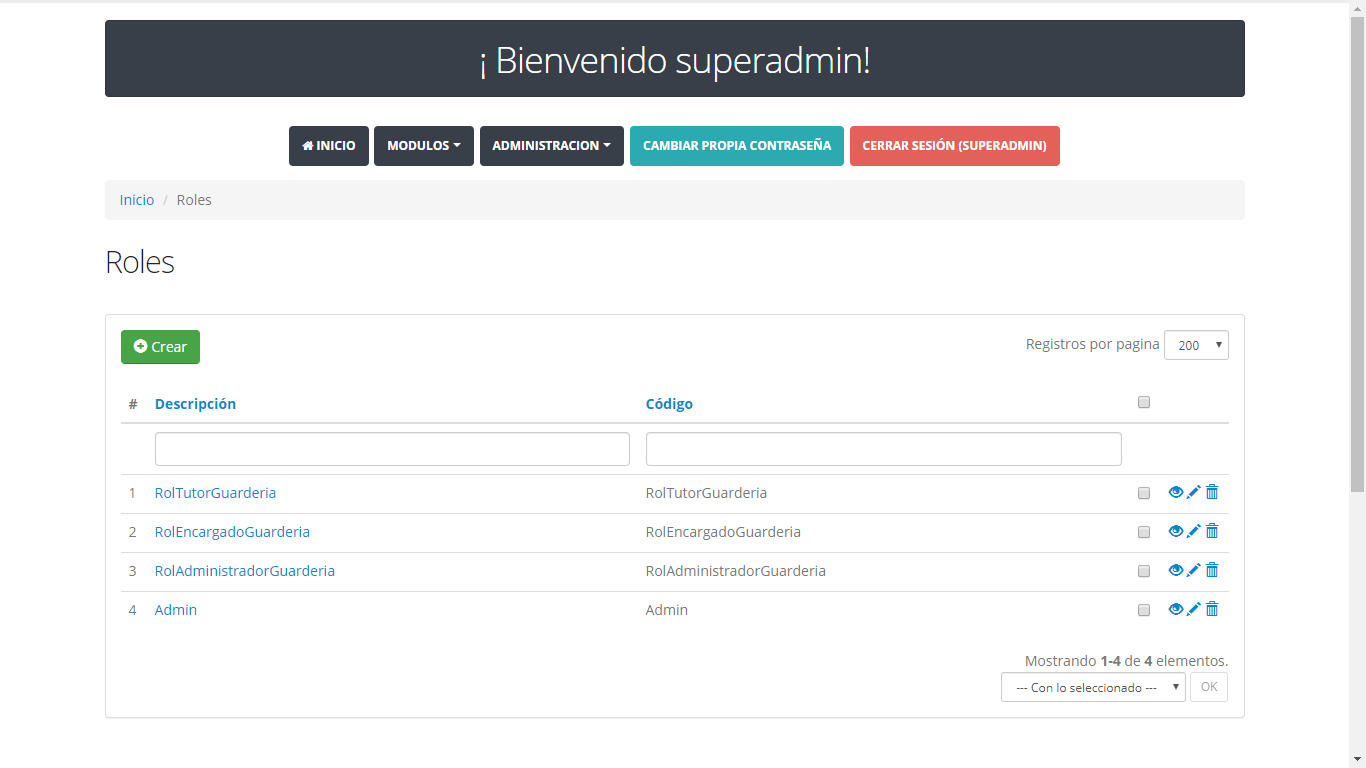 ¡ Bienvenido superadmin!
INICIO MODULOS ADMINISTRACION CAMBIAR PROPIA CONTRASEÑA CERRAR SESIÓN (SUPERADMIN)
Inicio / Roles
Roles
Crear Registros por pagina 200
# Descripción Código
1 RolTutorGuarderia RolTutorGuarderia
2 RolEncargadoGuarderia RolEncargadoGuarderia
3 RolAdministradorGuarderia RolAdministradorGuarderia
4 Admin Admin
Mostrando 1-4 de 4 elementos.
--- Con lo seleccionado --- OK